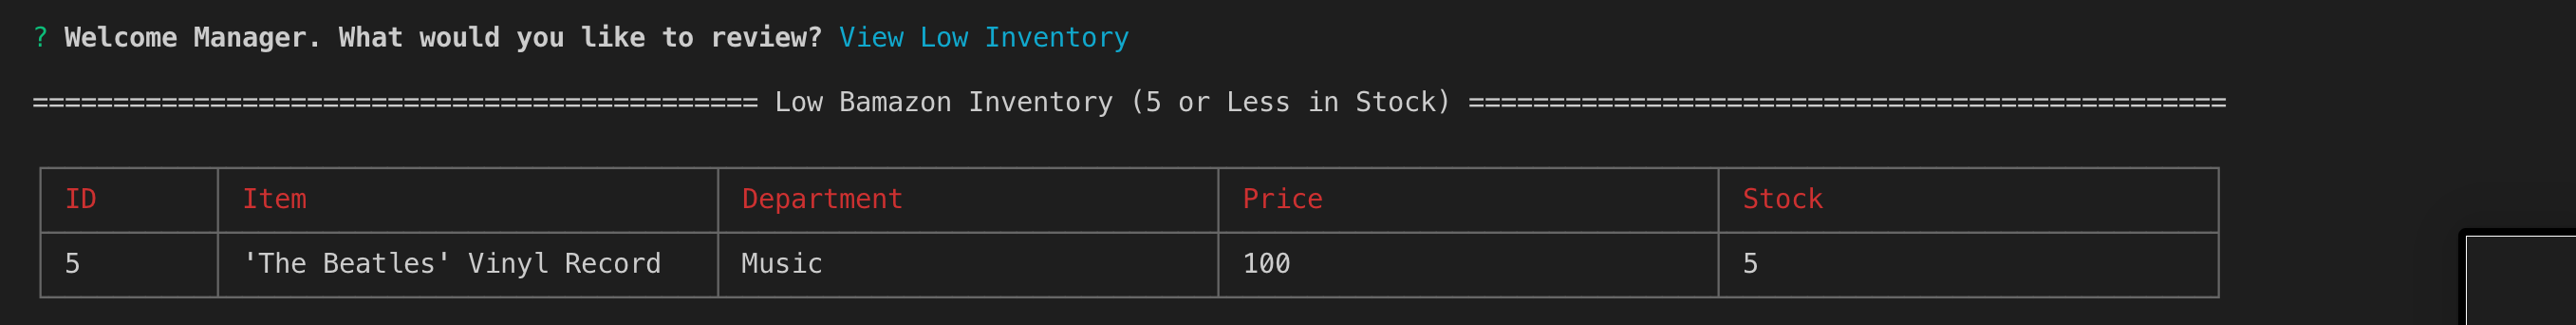 ? Welcome Manager. What would you like to review? View Low Inventory
============================================= Low Bamazon Inventory (5 or Less in Stock) ===============================================
ID Item Department Price Stock
5 'The Beatles' Vinyl Record Music 100 5